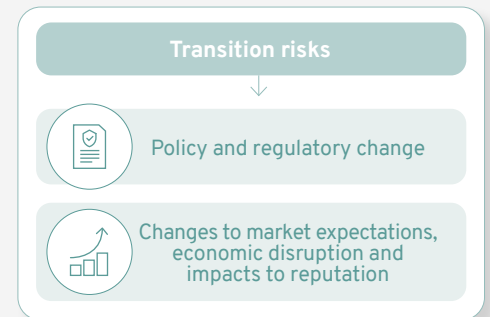 Transition risks
Policy and regulatory change
Changes to market expectations,
economic disruption and
impacts to reputation